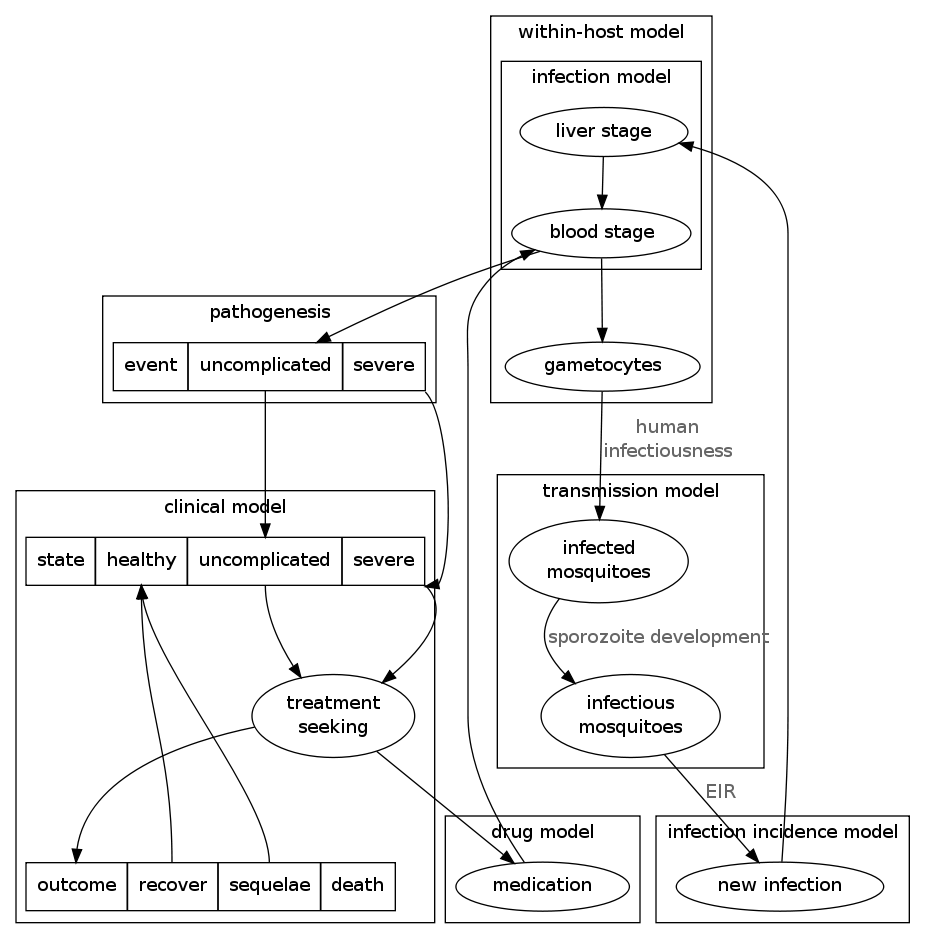 within-host model
infection model
liver stage
blood stage
pathogenesis
event uncomplicated severe
gametocytes
human
infectiousness
transmission model
clinical model
state healthy uncomplicated severe
infected
mosquitoes
sporozoite development
treatment
seeking
infectious
mosquitoes
EIR
drug model
infection incidence model
outcome recover sequelae death
medication
new infection